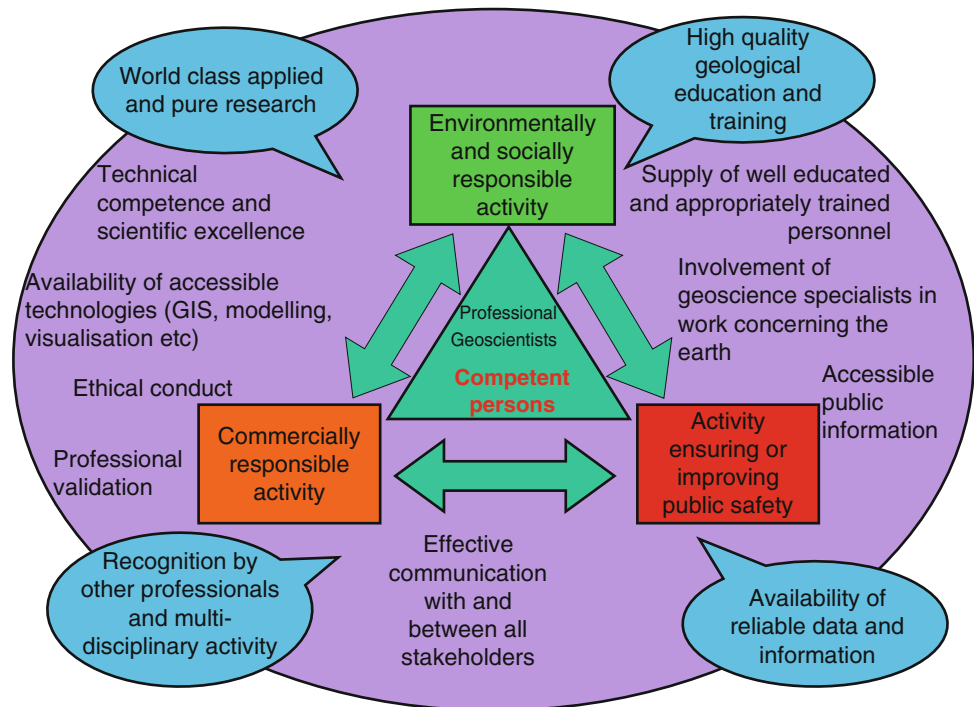 World class applied
and pure research
High quality
geological
education and
training
Environmentally
and socially
responsible
activity
Technical
competence and
scientific excellence
Supply of well educated
and appropriately trained
personnel
Availability of accessible
technologies (GIS, modelling,
visualisation etc)
Involvement of
geoscience specialists in
work concerning the
earth
Professional
Geoscientists
Competent
persons
Ethical conduct
Accessible
public
information
Commercially
responsible
activity
Activity
ensuring or
improving
public safety
Professional
validation
Effective
communication
with and
between all
stakeholders
Recognition by
other professionals
and multi-
disciplinary activity
Availability of
reliable data and
information